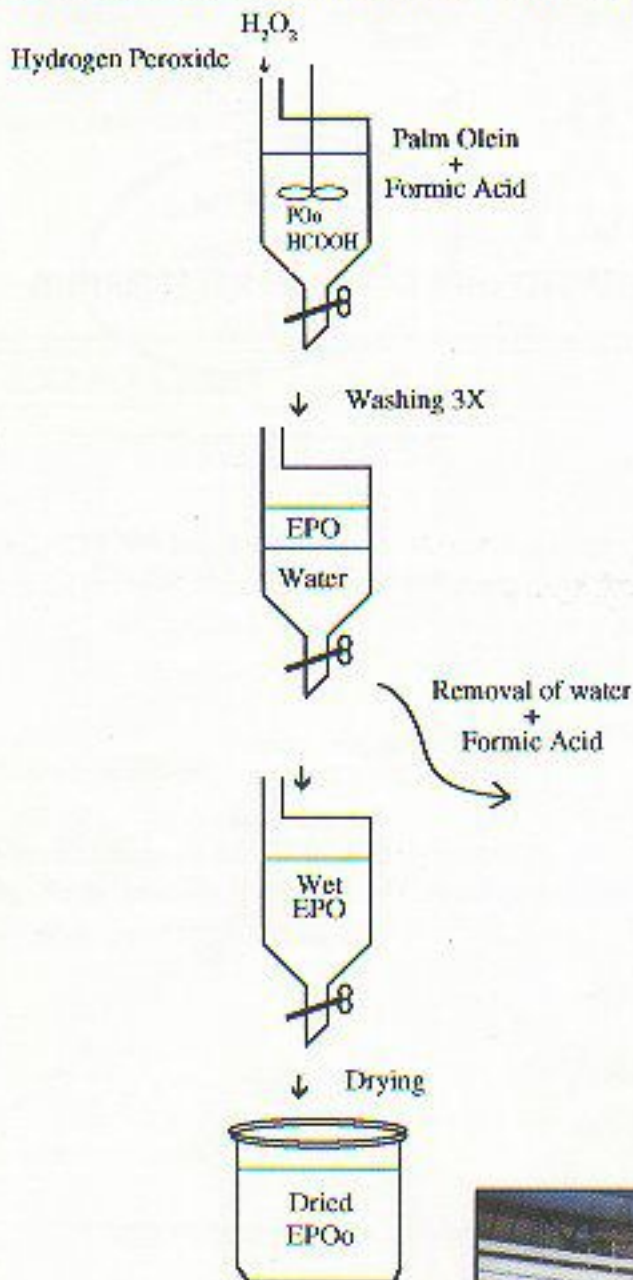 H₂O₂
Hydrogen Peroxide
Palm Olein
+
Formic Acid
POo
HCOOH
Washing 3X
EPO
Water
Removal of water
+
Formic Acid
Wet
EPO
Drying
Dried
EPOo